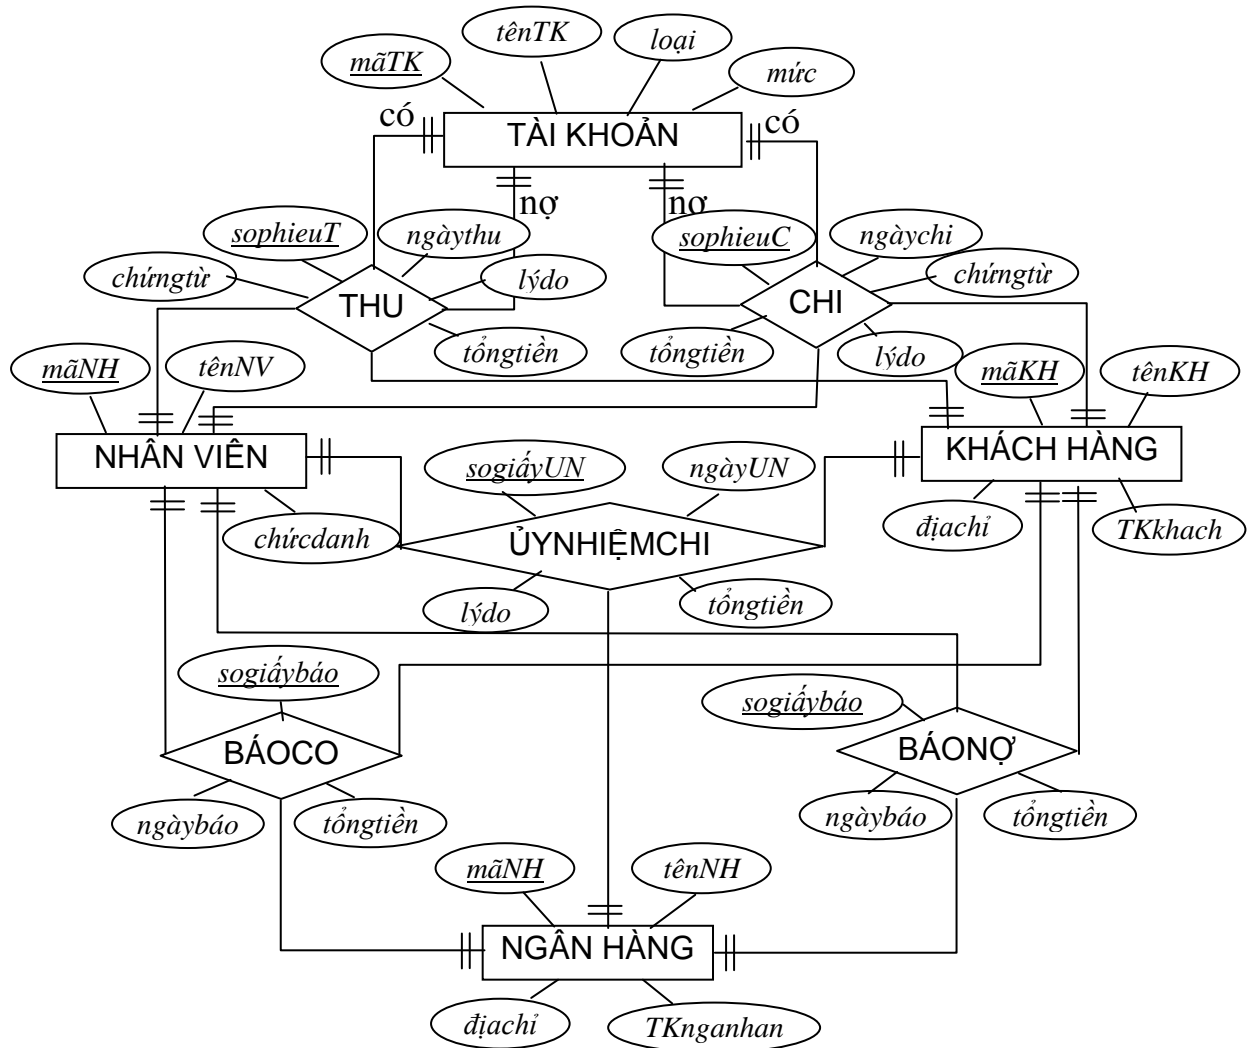 tênTK
loại
mãTK
mức
có
TÀI KHOẢN
có
nợ
nợ
sophieuT
ngàythu
sophieuC
ngàychi
chứngtừ
lýdo
chứngtừ
THU
CHI
tổngtiền
tổngtiền
lýdo
mãNH
tênNV
mãKH
tênKH
NHÂN VIÊN
KHÁCH HÀNG
sogiấyUN
ngàyUN
chứcdanh
địachỉ
TKkhach
ỦYNHIỆMCHI
lýdo
tổngtiền
sogiấybáo
sogiấybáo
BÁOCO
BÁONỢ
ngàybáo
tổngtiền
ngàybáo
tổngtiền
mãNH
tênNH
NGÂN HÀNG
địachỉ
TKnganhan